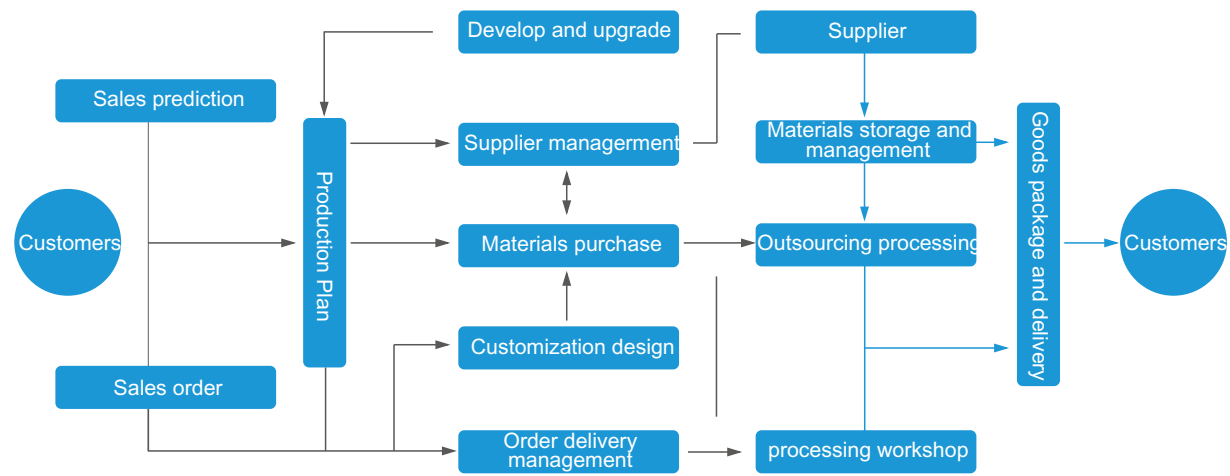 Develop and upgrade
Supplier
Sales prediction
Supplier managerment
Materials storage and
management
Customers
Production Plan
Materials purchase
Outsourcing processing
Goods package and delivery
Customers
Customization design
Sales order
Order delivery
management
processing workshop